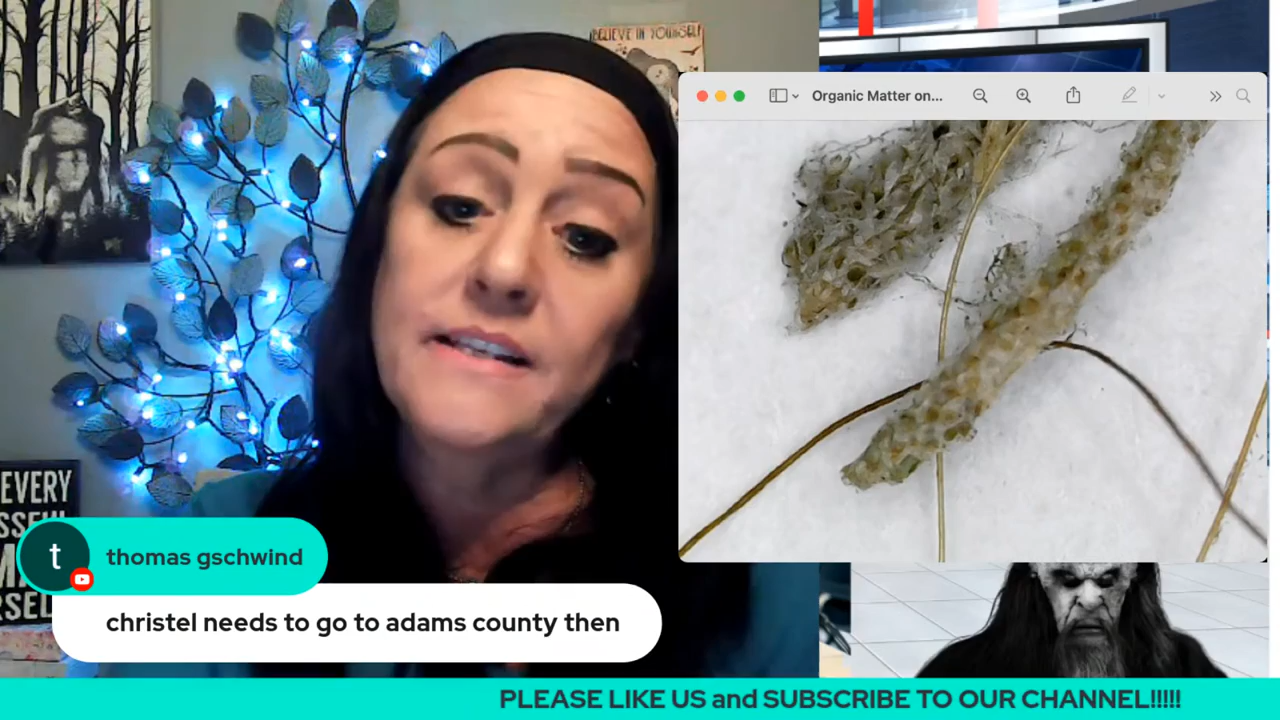 BELIEVE IN YOURSELF
Organic Matter on...
EVERY
t
thomas gschwind
christel needs to go to adams county then
PLEASE LIKE US and SUBSCRIBE TO OUR CHANNEL!!!!!